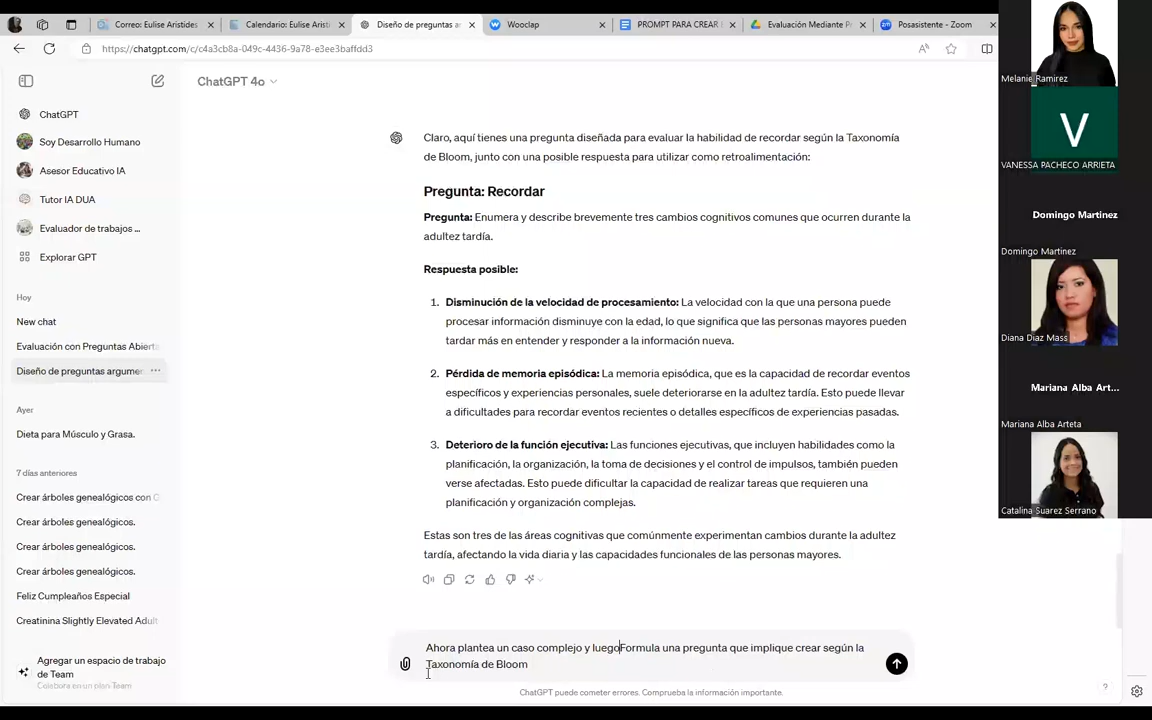 Correo: Eulise Aristides
Calendario: Eulise Aristi
Diseño de preguntas ar
Wooclap
PROMPT PARA CREAR
Evaluación Mediante Pr
Posasistente - Zoom
https://chatgpt.com/c/c4a3cb8a-049c-4436-9a78-e3ee3baffdd3
ChatGPT 4o
ChatGPT
Soy Desarrollo Humano
Asesor Educativo IA
Tutor IA DUA
Evaluador de trabajos ...
Explorar GPT
Hoy
New chat
Evaluación con Preguntas Abierta
Diseño de preguntas argumen
Ayer
Dieta para Músculo y Grasa.
7 días anteriores
Crear árboles genealógicos con C
Crear árboles genealógicos.
Crear árboles genealógicos.
Crear árboles genealógicos.
Feliz Cumpleaños Especial
Creatinina Slightly Elevated Adult
Agregar un espacio de trabajo
de Team
Colabora en un plan Team
Claro, aquí tienes una pregunta diseñada para evaluar la habilidad de recordar según la Taxonomía
de Bloom, junto con una posible respuesta para utilizar como retroalimentación:
Pregunta: Recordar
Pregunta: Enumera y describe brevemente tres cambios cognitivos comunes que ocurren durante la
adultez tardía.
Respuesta posible:
1. Disminución de la velocidad de procesamiento: La velocidad con la que una persona puede
procesar información disminuye con la edad, lo que significa que las personas mayores pueden
tardar más en entender y responder a la información nueva.
2. Pérdida de memoria episódica: La memoria episódica, que es la capacidad de recordar eventos
específicos y experiencias personales, suele deteriorarse en la adultez tardía. Esto puede llevar
a dificultades para recordar eventos recientes o detalles específicos de experiencias pasadas.
3. Deterioro de la función ejecutiva: Las funciones ejecutivas, que incluyen habilidades como la
planificación, la organización, la toma de decisiones y el control de impulsos, también pueden
verse afectadas. Esto puede dificultar la capacidad de realizar tareas que requieren una
planificación y organización complejas.
Estas son tres de las áreas cognitivas que comúnmente experimentan cambios durante la adultez
tardía, afectando la vida diaria y las capacidades funcionales de las personas mayores.
Ahora plantea un caso complejo y luegoFormula una pregunta que implique crear según la
Taxonomía de Bloom
ChatGPT puede cometer errores. Comprueba la información importante.
?
Melanie Ramirez
V
VANESSA PACHECO ARRIETA
Domingo Martinez
Domingo Martinez
Diana Diaz Mass
Mariana Alba Art...
Mariana Alba Arteta
Catalina Suarez Serrano